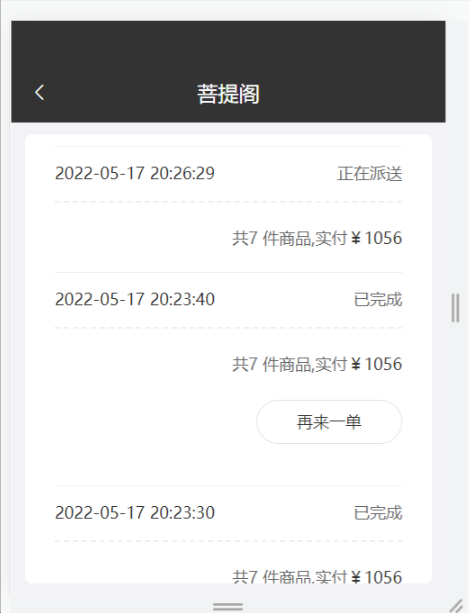 菩提阁
2022-05-17 20:26:29 正在派送
共7 件商品,实付¥1056
2022-05-17 20:23:40 已完成
共7 件商品,实付¥1056
再来一单
2022-05-17 20:23:30 已完成
共7 件商品,实付¥1056